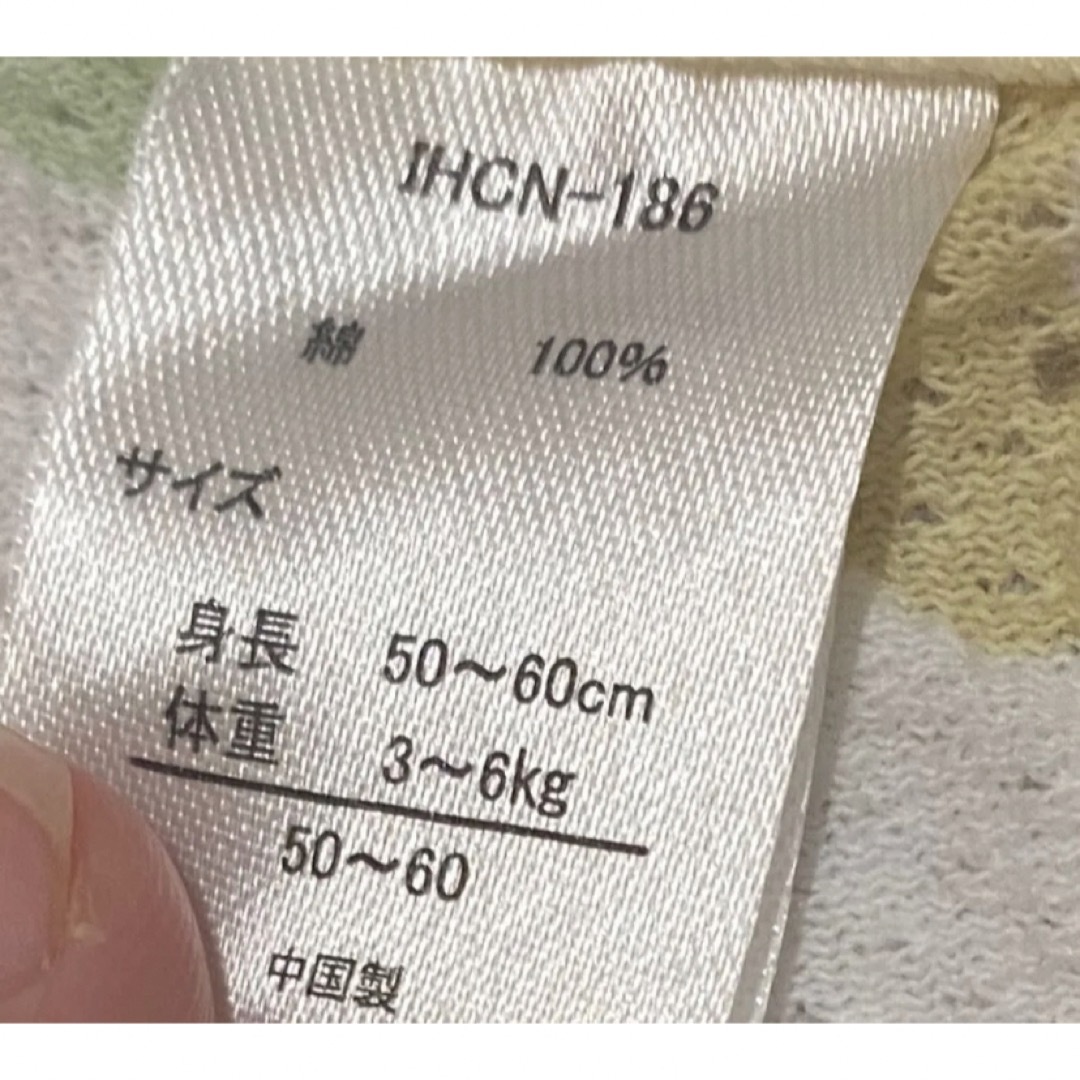 IHCN-186
綿 100%
サイズ
身長 50～60cm
体重 3～6kg
50～60
中国製